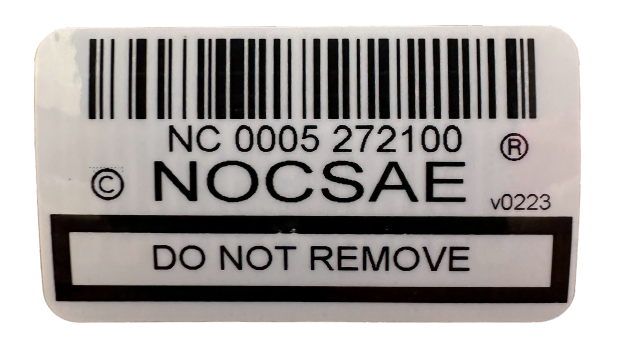 NC 0005 272100
®
© NOCSAE
v0223
DO NOT REMOVE